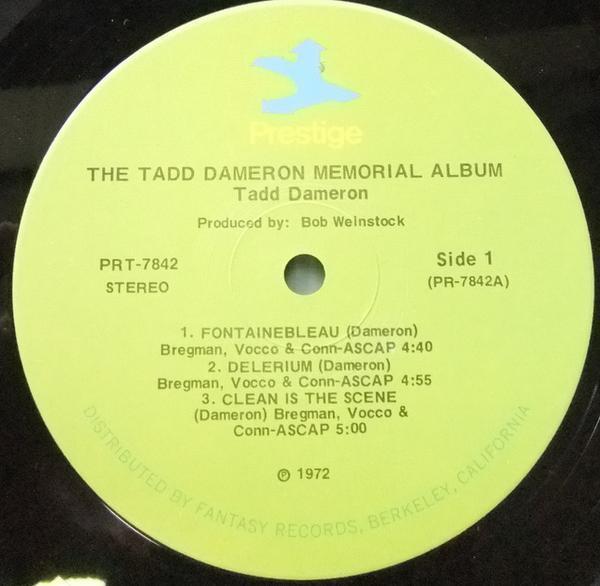 Prestige
THE TADD DAMERON MEMORIAL ALBUM
Tadd Dameron
Produced by: Bob Weinstock
PRT-7842
STEREO
Side 1
(PR-7842A)
1. FONTAINEBLEAU (Dameron)
Bregman, Vocco & Conn-ASCAP 4:40
2. DELERIUM (Dameron)
Bregman, Vocco & Conn-ASCAP 4:55
3. CLEAN IS THE SCENE
(Dameron) Bregman, Vocco &
Conn-ASCAP 5:00
℗ 1972
DISTRIBUTED BY FANTASY RECORDS, BERKELEY, CALIFORNIA